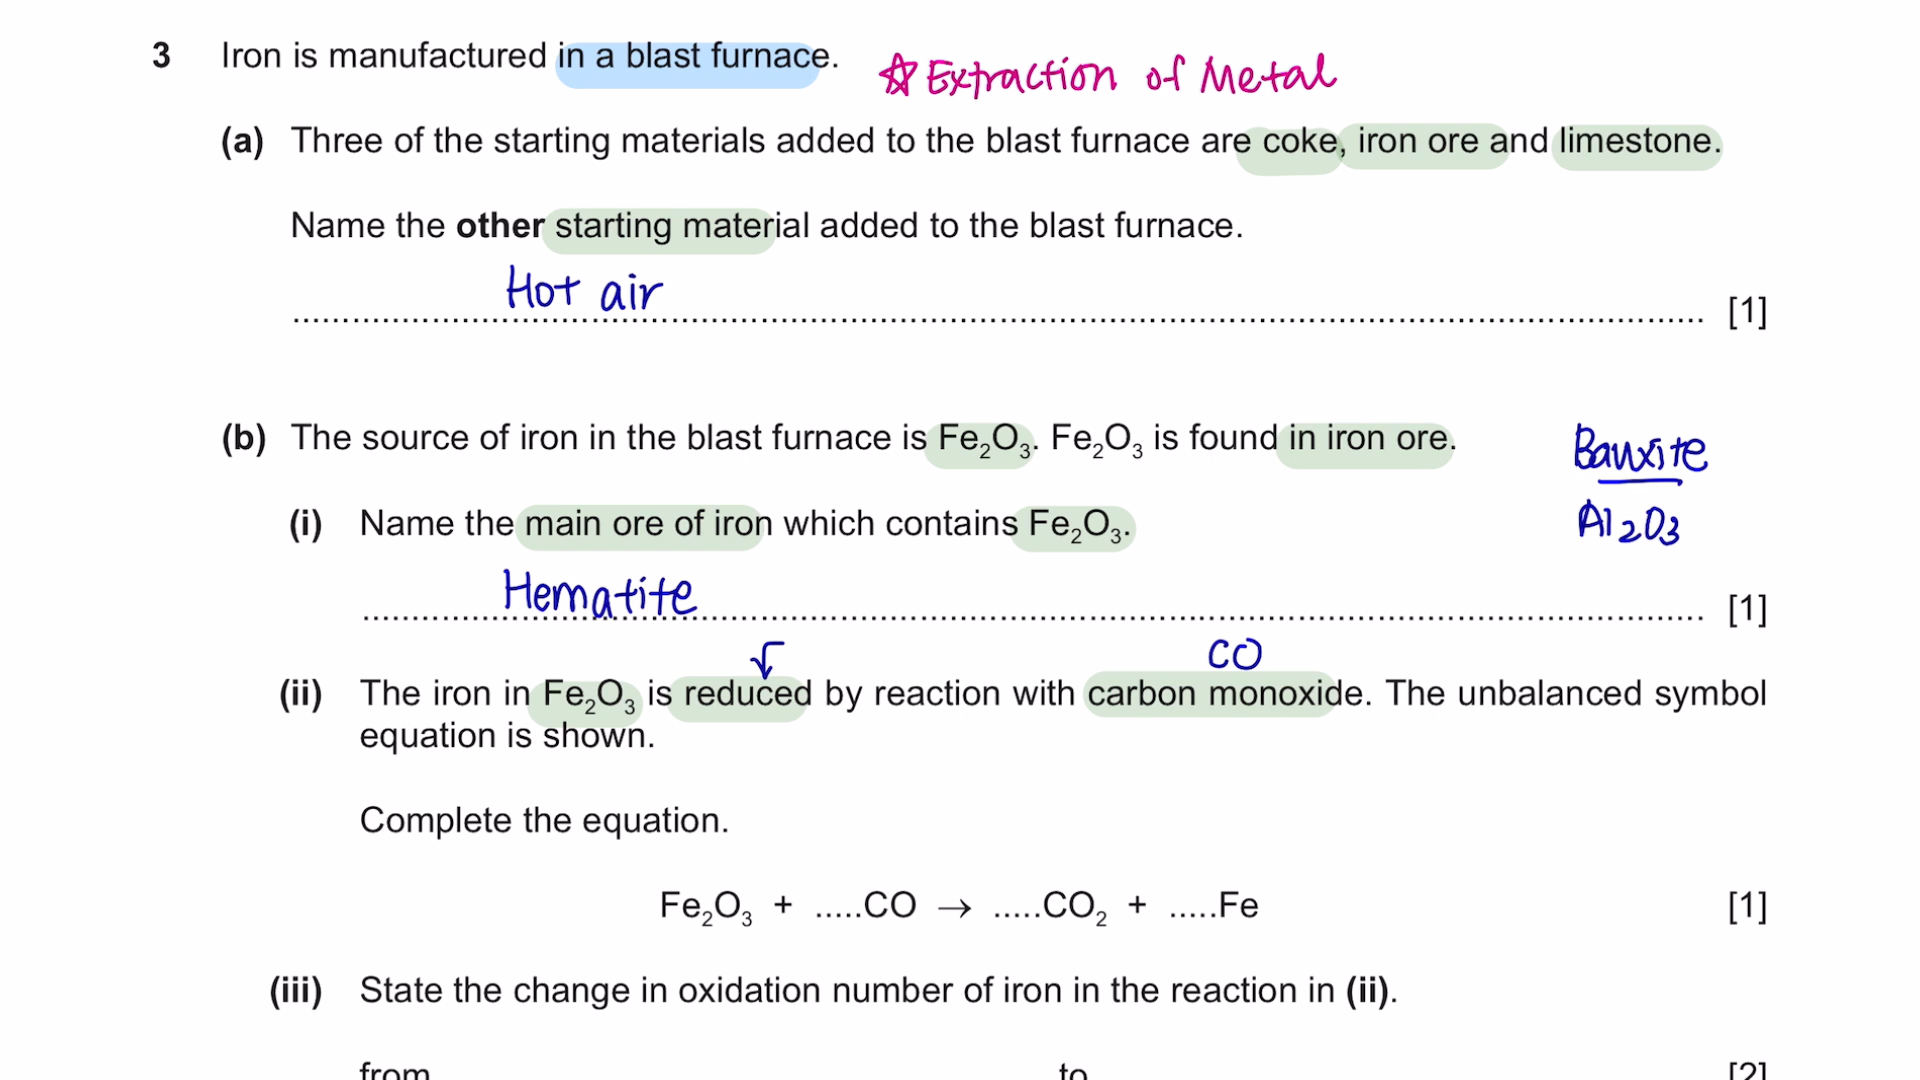 3 Iron is manufactured in a blast furnace. ☆ Extraction of Metal
(a) Three of the starting materials added to the blast furnace are coke, iron ore and limestone.
Name the other starting material added to the blast furnace.
Hot air
.......... [1]
(b) The source of iron in the blast furnace is Fe₂O₃. Fe₂O₃ is found in iron ore.
Bauxite
(i) Name the main ore of iron which contains Fe₂O₃.
Al₂O₃
Hematite
.......... [1]
CO
(ii) The iron in Fe₂O₃ is reduced by reaction with carbon monoxide. The unbalanced symbol
equation is shown.
Complete the equation.
Fe₂O₃ + .....CO → .....CO₂ + .....Fe [1]
(iii) State the change in oxidation number of iron in the reaction in (ii).
from to [2]